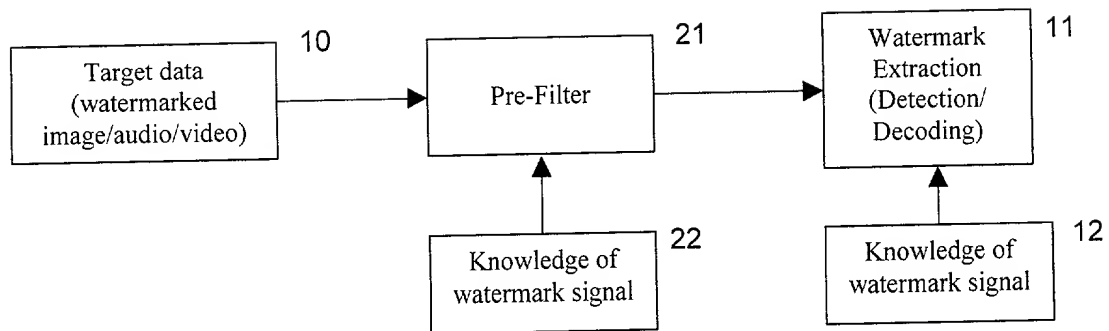 10
Target data
(watermarked
image/audio/video)
21
Pre-Filter
11
Watermark
Extraction
(Detection/
Decoding)
22
Knowledge of
watermark signal
12
Knowledge of
watermark signal